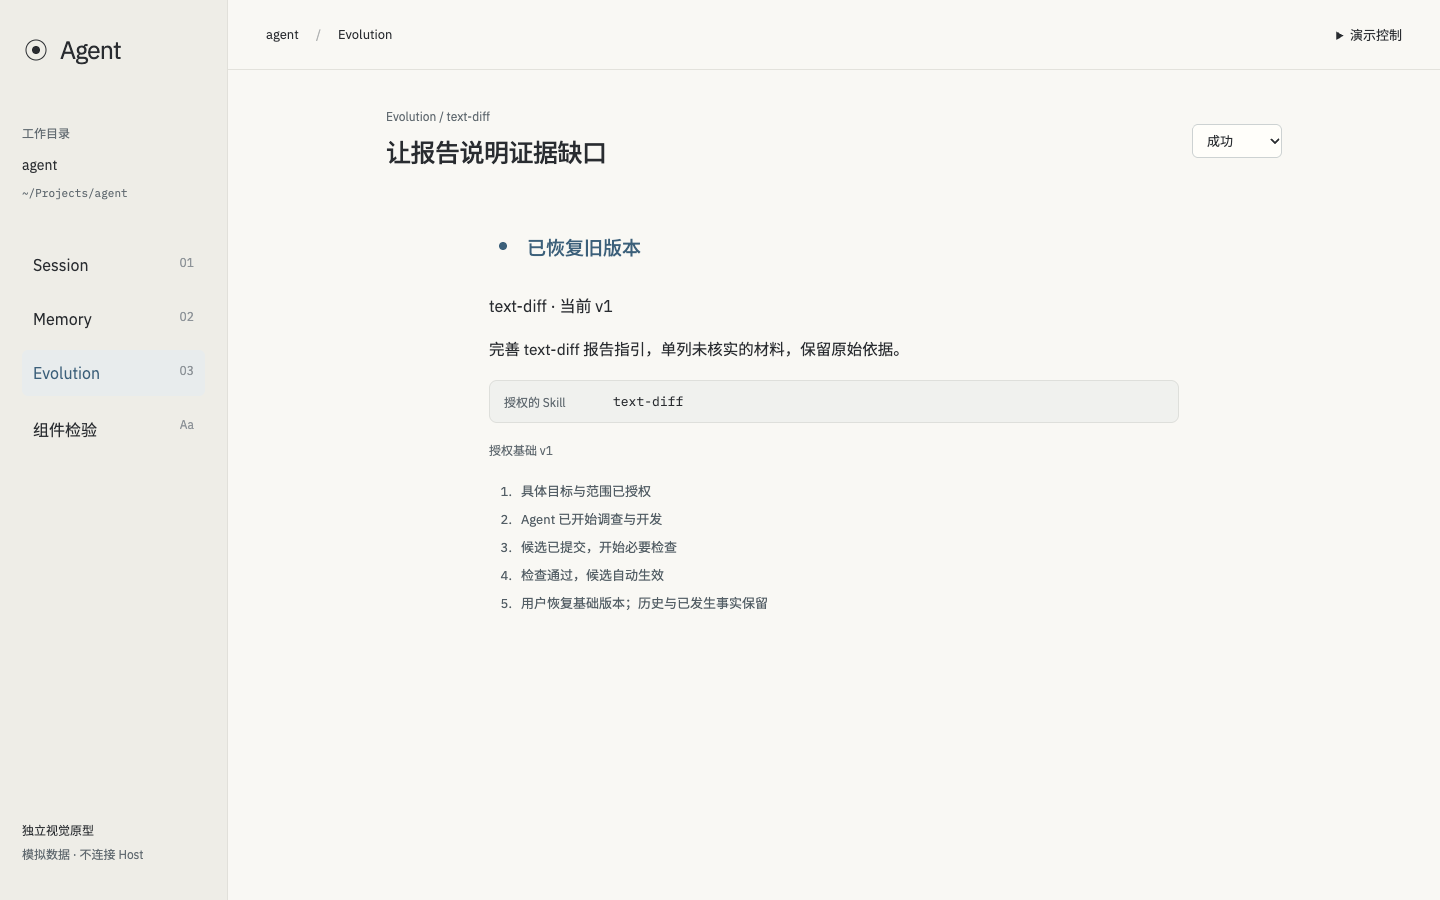 Agent
工作目录
agent
~/Projects/agent
Session 01
Memory 02
Evolution 03
组件检验 Aa
独立视觉原型
模拟数据 · 不连接 Host
agent / Evolution
▶ 演示控制
Evolution / text-diff
让报告说明证据缺口
成功
已恢复旧版本
text-diff · 当前 v1
完善 text-diff 报告指引，单列未核实的材料，保留原始依据。
授权的 Skill text-diff
授权基础 v1
1. 具体目标与范围已授权
2. Agent 已开始调查与开发
3. 候选已提交，开始必要检查
4. 检查通过，候选自动生效
5. 用户恢复基础版本；历史与已发生事实保留